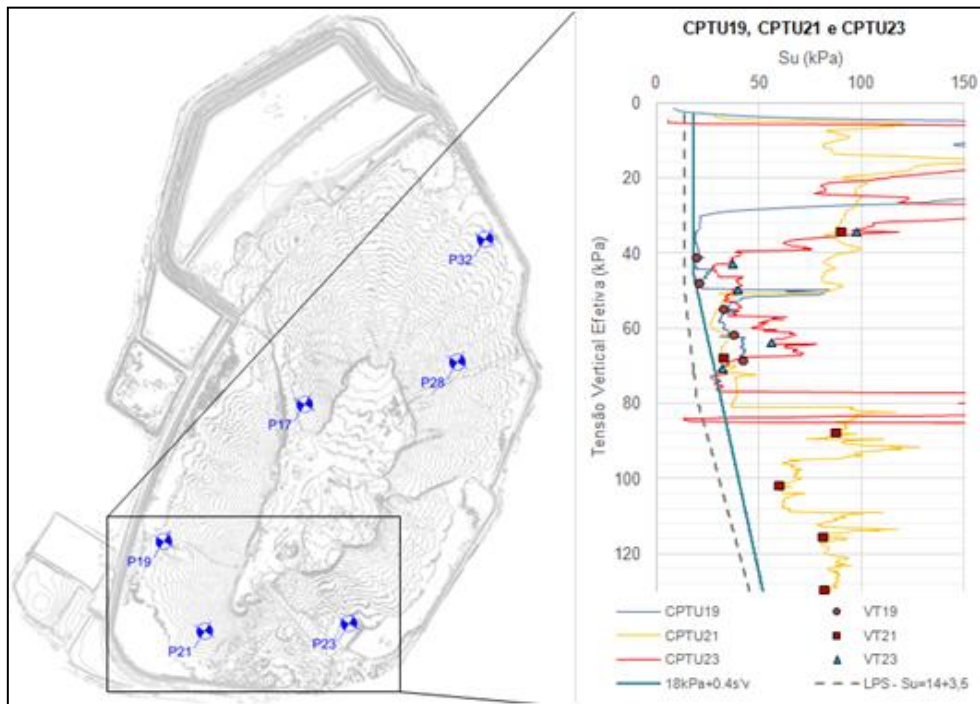 CPTU19, CPTU21 e CPTU23
Su (kPa)
0 50 100 150
Tensão Vertical Efetiva (kPa)
0
20
40
60
80
100
120
P32
P28
P17
P19
P21
P23
CPTU19 VT19
CPTU21 VT21
CPTU23 VT23
18kPa+0.4s'v LPS - Su=14+3,5